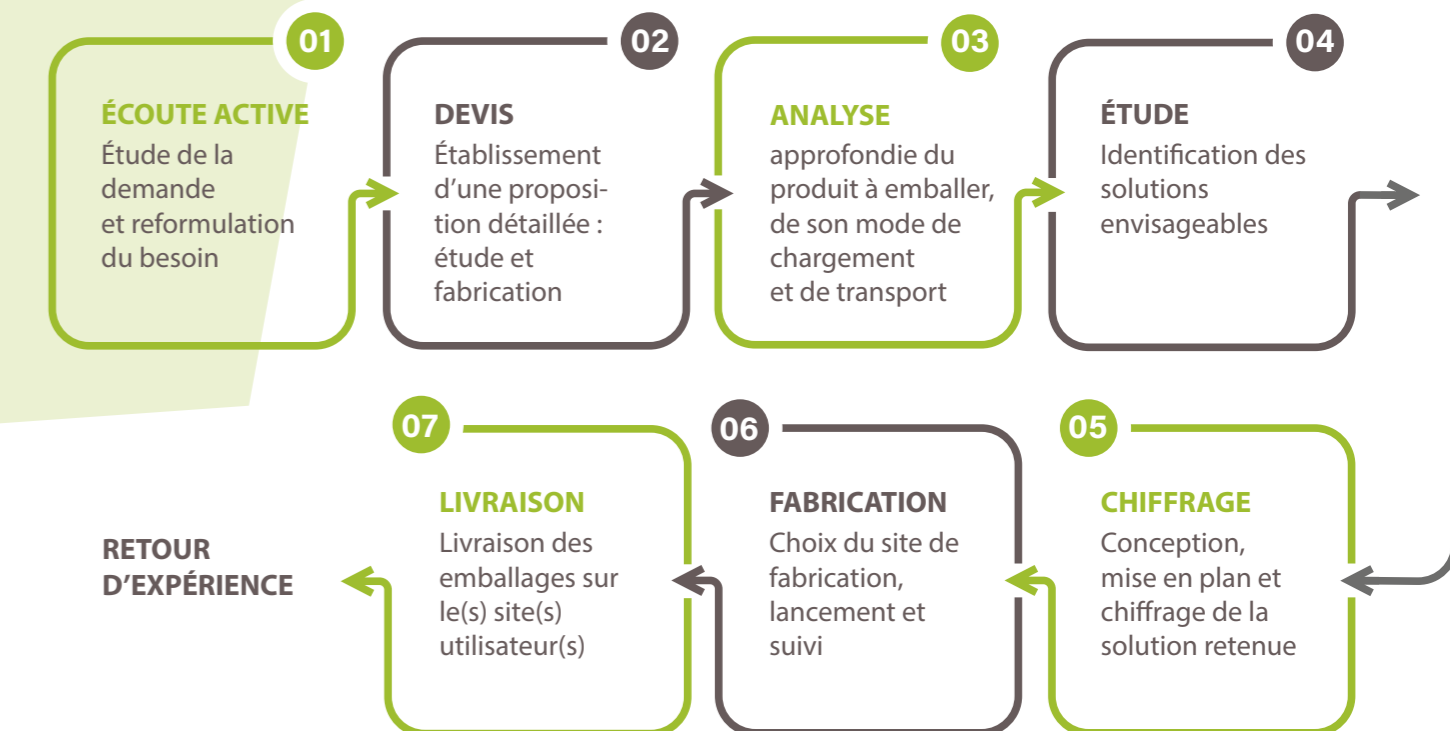 01
ÉCOUTE ACTIVE
Étude de la
demande
et reformulation
du besoin
02
DEVIS
Établissement
d’une proposi-
tion détaillée :
étude et
fabrication
03
ANALYSE
approfondie du
produit à emballer,
de son mode de
chargement
et de transport
04
ÉTUDE
Identification des
solutions
envisageables
05
CHIFFRAGE
Conception,
mise en plan et
chiffrage de la
solution retenue
06
FABRICATION
Choix du site de
fabrication,
lancement et
suivi
07
LIVRAISON
Livraison des
emballages sur
le(s) site(s)
utilisateur(s)
RETOUR
D’EXPÉRIENCE